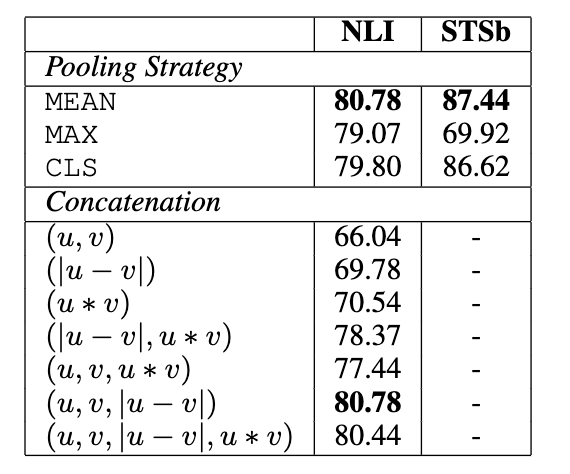 NLI STSb
Pooling Strategy
MEAN 80.78 87.44
MAX 79.07 69.92
CLS 79.80 86.62
Concatenation
(u, v) 66.04 -
(|u − v|) 69.78 -
(u ∗ v) 70.54 -
(|u − v|, u ∗ v) 78.37 -
(u, v, u ∗ v) 77.44 -
(u, v, |u − v|) 80.78 -
(u, v, |u − v|, u ∗ v) 80.44 -